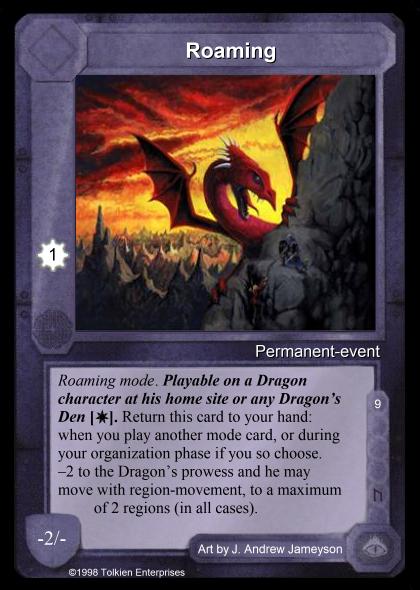 Roaming
1
Permanent-event
Roaming mode. Playable on a Dragon
character at his home site or any Dragon's
Den [✷]. Return this card to your hand:
when you play another mode card, or during
your organization phase if you so choose.
–2 to the Dragon's prowess and he may
move with region-movement, to a maximum
of 2 regions (in all cases).
9
-2/-
Art by J. Andrew Jameyson
©1998 Tolkien Enterprises